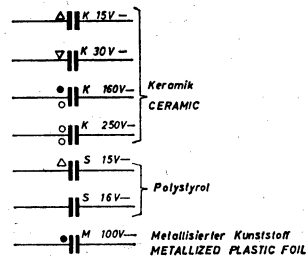 K 15V—
K 30V—
K 160V—
Keramik
CERAMIC
K 250V—
S 15V—
Polystyrol
S 16V—
M 100V—
Metallisierter Kunststoff
METALLIZED PLASTIC FOIL